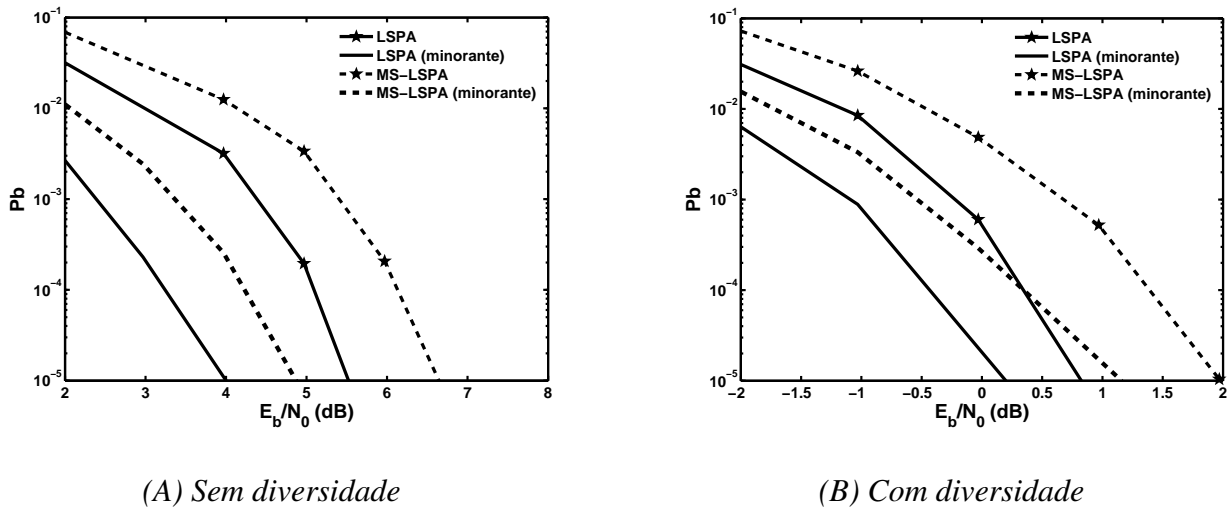 10⁻¹
10⁻²
10⁻³
10⁻⁴
10⁻⁵
Pb
2 3 4 5 6 7 8
E_b/N_0 (dB)
LSPA
LSPA (minorante)
MS−LSPA
MS−LSPA (minorante)
(A) Sem diversidade
10⁻¹
10⁻²
10⁻³
10⁻⁴
10⁻⁵
Pb
−2 −1.5 −1 −0.5 0 0.5 1 1.5 2
E_b/N_0 (dB)
LSPA
LSPA (minorante)
MS−LSPA
MS−LSPA (minorante)
(B) Com diversidade